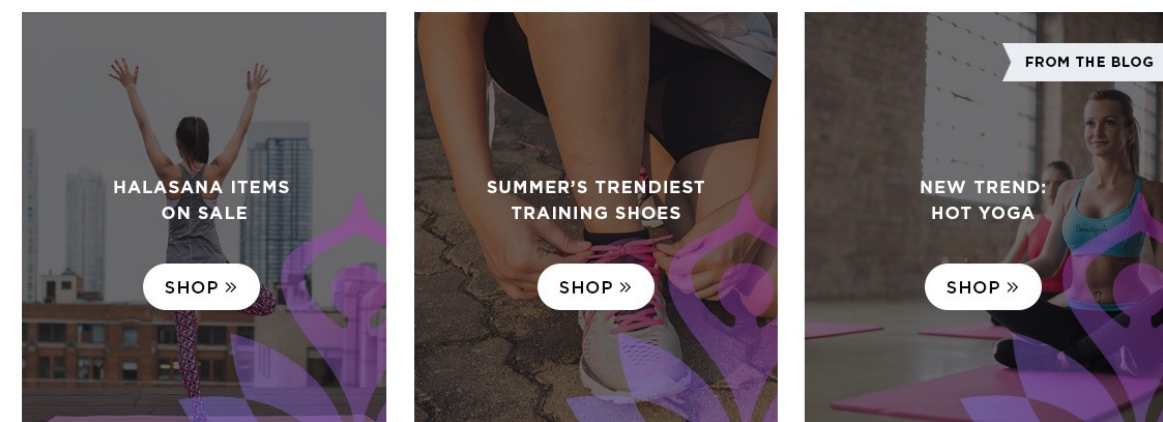 HALASANA ITEMS
ON SALE
SHOP »
SUMMER'S TRENDIEST
TRAINING SHOES
SHOP »
FROM THE BLOG
NEW TREND:
HOT YOGA
SHOP »